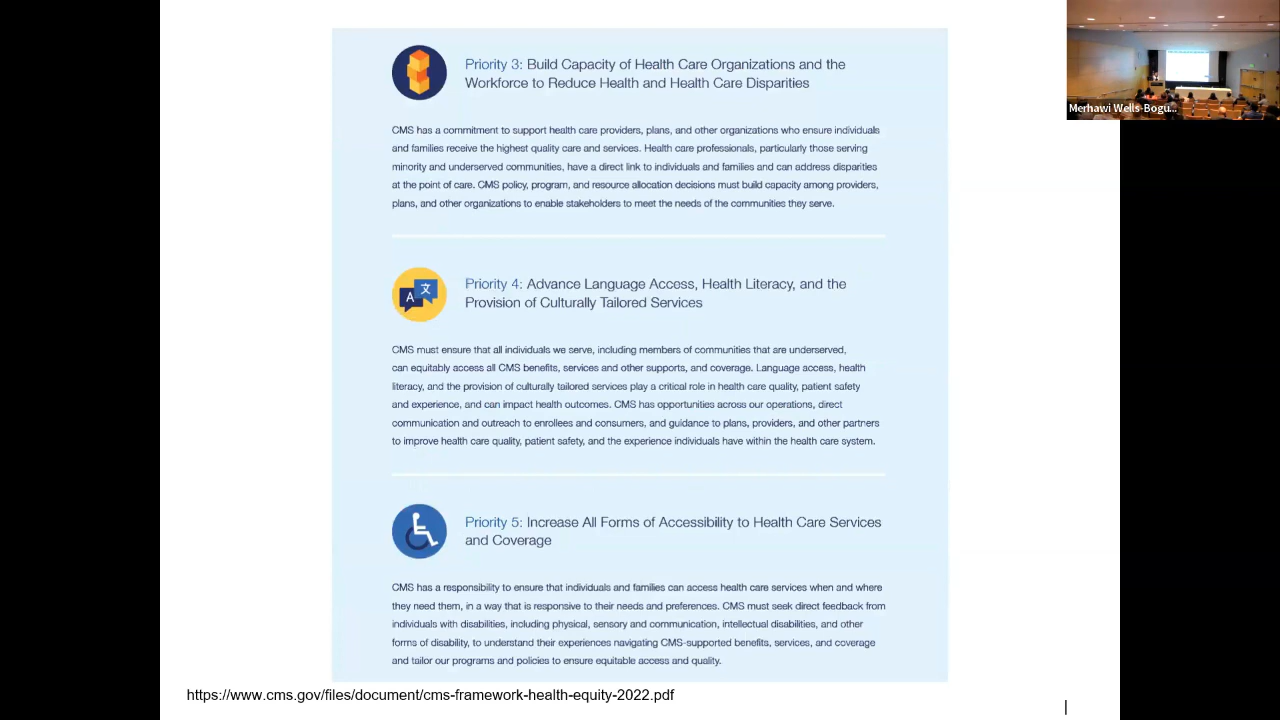 Priority 3: Build Capacity of Health Care Organizations and the
Workforce to Reduce Health and Health Care Disparities
CMS has a commitment to support health care providers, plans, and other organizations who ensure individuals
and families receive the highest quality care and services. Health care professionals, particularly those serving
minority and underserved communities, have a direct link to individuals and families and can address disparities
at the point of care. CMS policy, program, and resource allocation decisions must build capacity among providers,
plans, and other organizations to enable stakeholders to meet the needs of the communities they serve.
A 文
Priority 4: Advance Language Access, Health Literacy, and the
Provision of Culturally Tailored Services
CMS must ensure that all individuals we serve, including members of communities that are underserved,
can equitably access all CMS benefits, services and other supports, and coverage. Language access, health
literacy, and the provision of culturally tailored services play a critical role in health care quality, patient safety
and experience, and can impact health outcomes. CMS has opportunities across our operations, direct
communication and outreach to enrollees and consumers, and guidance to plans, providers, and other partners
to improve health care quality, patient safety, and the experience individuals have within the health care system.
Priority 5: Increase All Forms of Accessibility to Health Care Services
and Coverage
CMS has a responsibility to ensure that individuals and families can access health care services when and where
they need them, in a way that is responsive to their needs and preferences. CMS must seek direct feedback from
individuals with disabilities, including physical, sensory and communication, intellectual disabilities, and other
forms of disability, to understand their experiences navigating CMS-supported benefits, services, and coverage
and tailor our programs and policies to ensure equitable access and quality.
https://www.cms.gov/files/document/cms-framework-health-equity-2022.pdf
Merhawi Wells-Bogu...